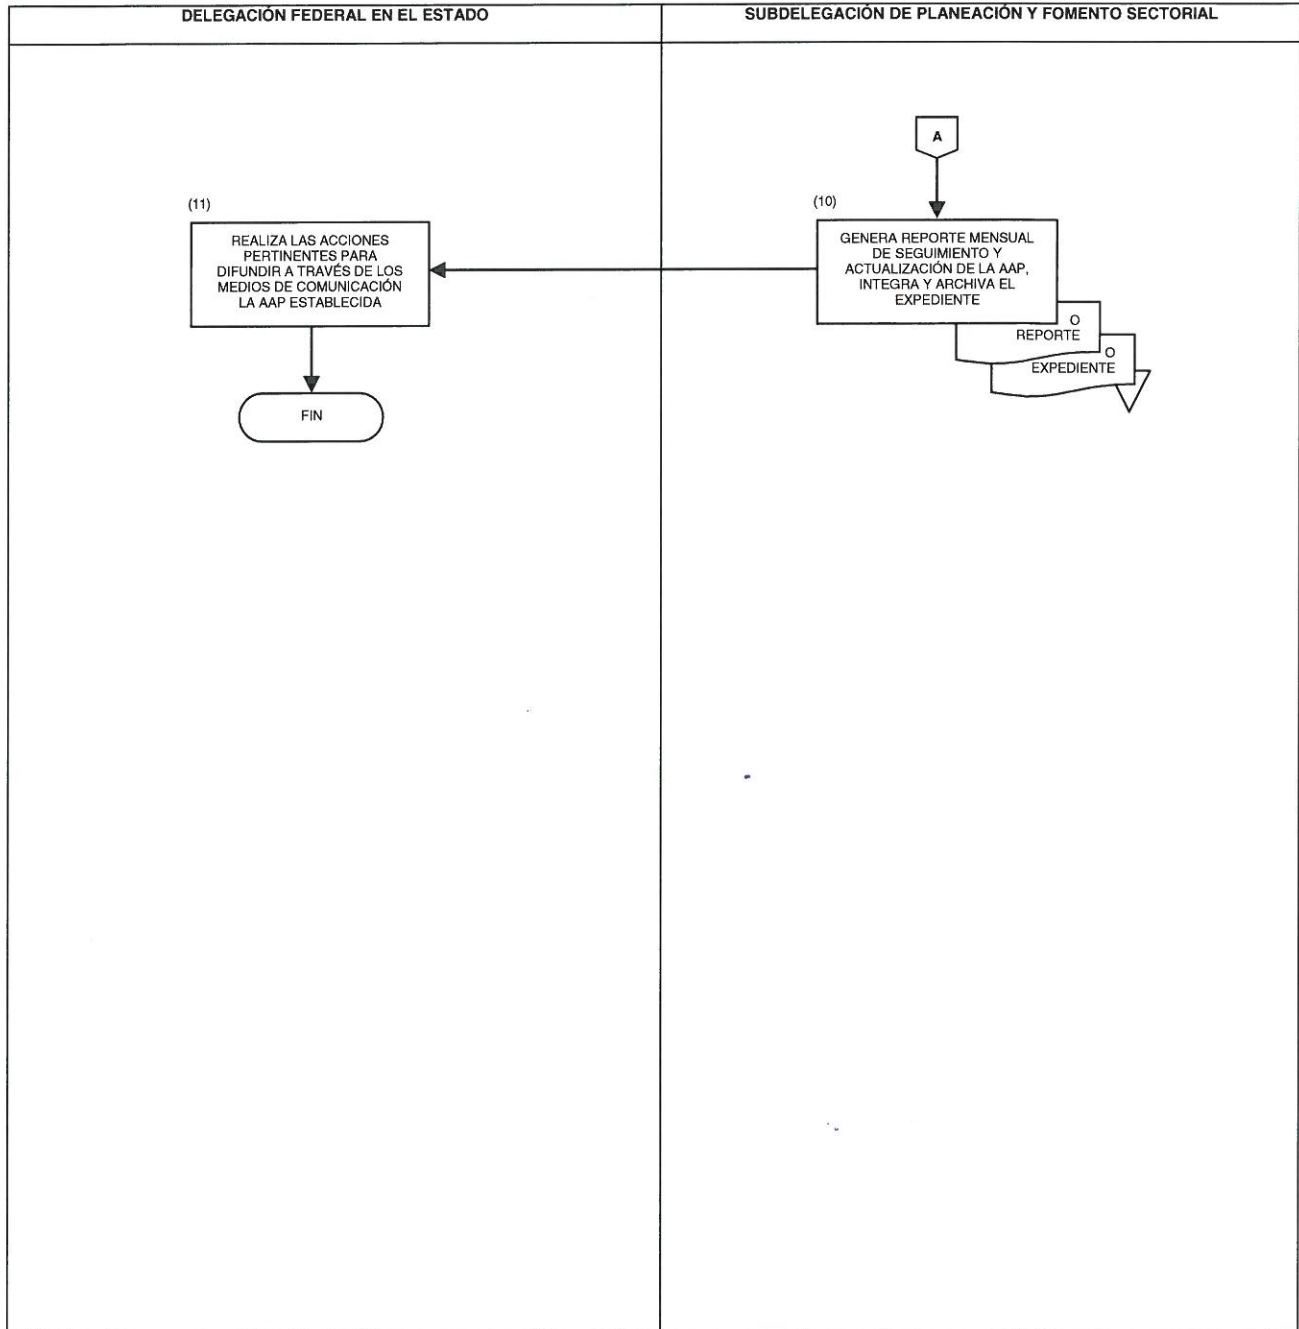 DELEGACIÓN FEDERAL EN EL ESTADO
SUBDELEGACIÓN DE PLANEACIÓN Y FOMENTO SECTORIAL
A
(10)
GENERA REPORTE MENSUAL
DE SEGUIMIENTO Y
ACTUALIZACIÓN DE LA AAP,
INTEGRA Y ARCHIVA EL
EXPEDIENTE
O
REPORTE
O
EXPEDIENTE
(11)
REALIZA LAS ACCIONES
PERTINENTES PARA
DIFUNDIR A TRAVÉS DE LOS
MEDIOS DE COMUNICACIÓN
LA AAP ESTABLECIDA
FIN